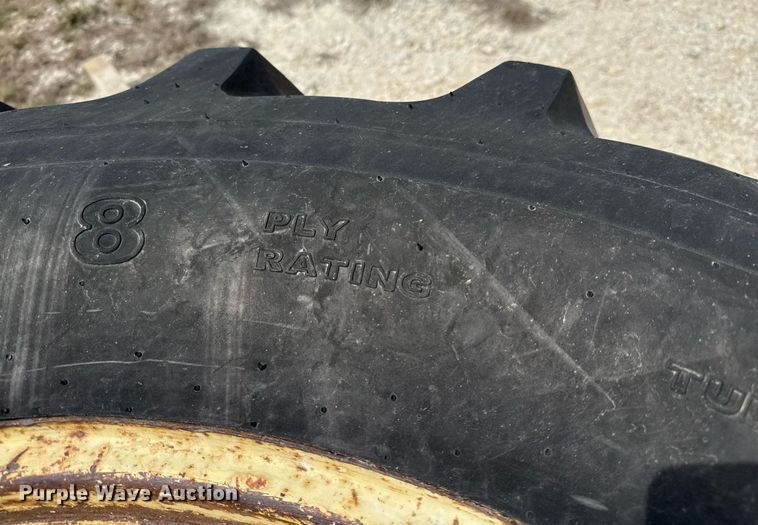 8 PLY
RATING
Purple Wave Auction